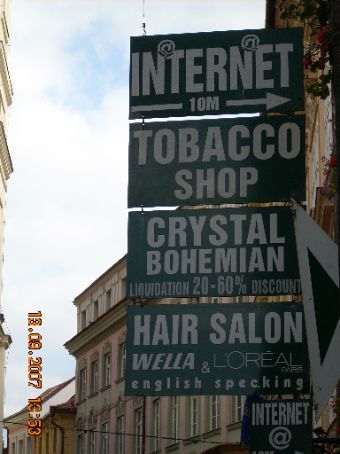 @ @
INTERNET
10M
TOBACCO
SHOP
CRYSTAL
BOHEMIAN
LIQUIDATION 20-60% DISCOUNT
HAIR SALON
WELLA & L'ORÉAL
PARIS
english specking
INTERNET
@
13.09.2007 16:53